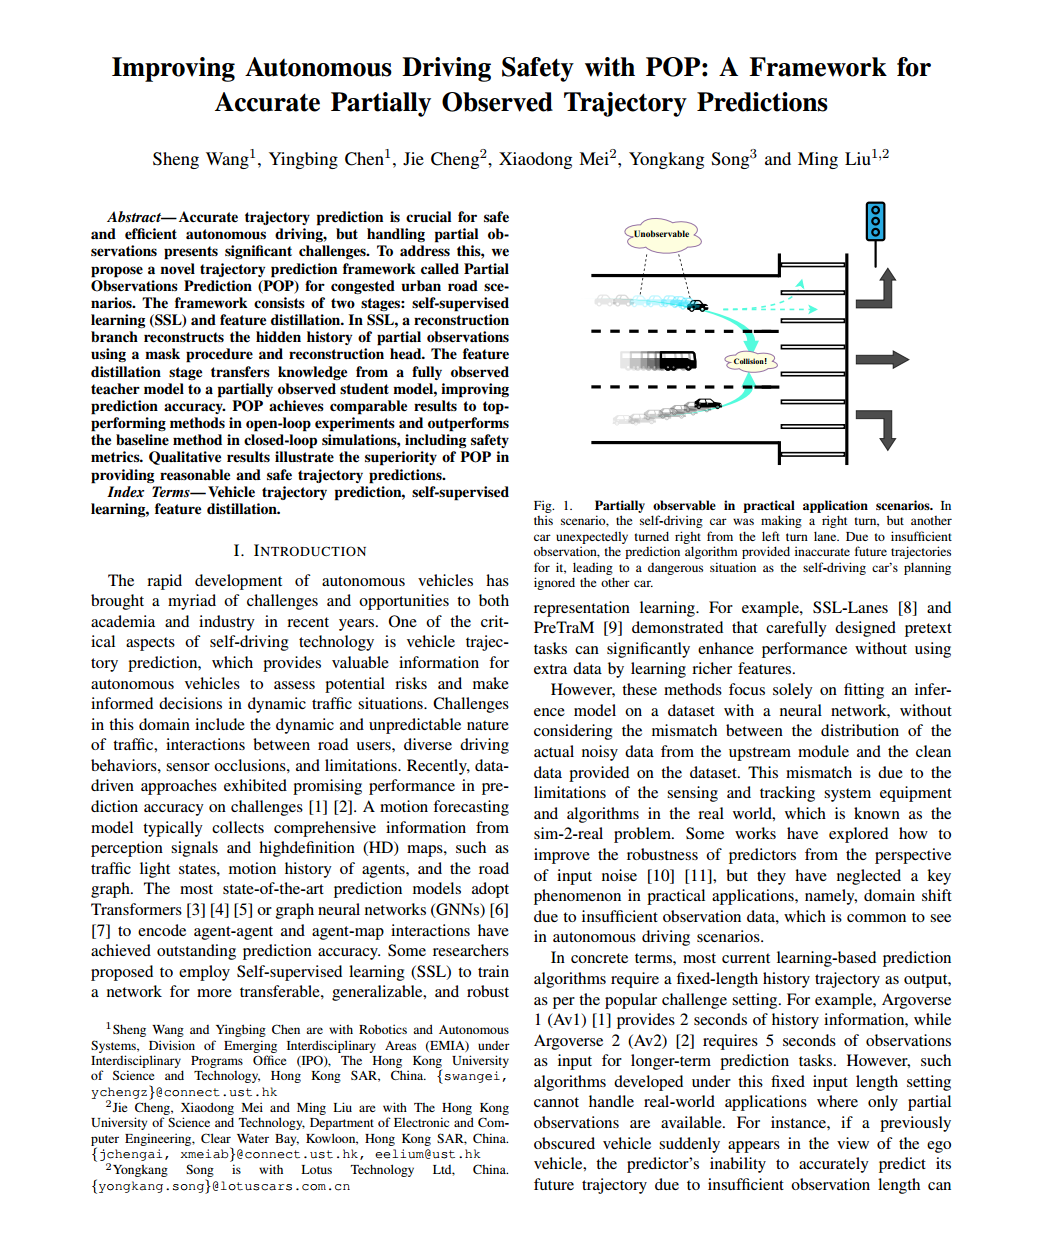 Improving Autonomous Driving Safety with POP: A Framework for
Accurate Partially Observed Trajectory Predictions
Sheng Wang1, Yingbing Chen1, Jie Cheng2, Xiaodong Mei2, Yongkang Song3 and Ming Liu1,2
Abstract—Accurate trajectory prediction is crucial for safe
and efficient autonomous driving, but handling partial ob-
servations presents significant challenges. To address this, we
propose a novel trajectory prediction framework called Partial
Observations Prediction (POP) for congested urban road sce-
narios. The framework consists of two stages: self-supervised
learning (SSL) and feature distillation. In SSL, a reconstruction
branch reconstructs the hidden history of partial observations
using a mask procedure and reconstruction head. The feature
distillation stage transfers knowledge from a fully observed
teacher model to a partially observed student model, improving
prediction accuracy. POP achieves comparable results to top-
performing methods in open-loop experiments and outperforms
the baseline method in closed-loop simulations, including safety
metrics. Qualitative results illustrate the superiority of POP in
providing reasonable and safe trajectory predictions.
Index Terms—Vehicle trajectory prediction, self-supervised
learning, feature distillation.
I. INTRODUCTION
The rapid development of autonomous vehicles has
brought a myriad of challenges and opportunities to both
academia and industry in recent years. One of the crit-
ical aspects of self-driving technology is vehicle trajec-
tory prediction, which provides valuable information for
autonomous vehicles to assess potential risks and make
informed decisions in dynamic traffic situations. Challenges
in this domain include the dynamic and unpredictable nature
of traffic, interactions between road users, diverse driving
behaviors, sensor occlusions, and limitations. Recently, data-
driven approaches exhibited promising performance in pre-
diction accuracy on challenges [1] [2]. A motion forecasting
model typically collects comprehensive information from
perception signals and highdefinition (HD) maps, such as
traffic light states, motion history of agents, and the road
graph. The most state-of-the-art prediction models adopt
Transformers [3] [4] [5] or graph neural networks (GNNs) [6]
[7] to encode agent-agent and agent-map interactions have
achieved outstanding prediction accuracy. Some researchers
proposed to employ Self-supervised learning (SSL) to train
a network for more transferable, generalizable, and robust
1Sheng Wang and Yingbing Chen are with Robotics and Autonomous
Systems, Division of Emerging Interdisciplinary Areas (EMIA) under
Interdisciplinary Programs Office (IPO), The Hong Kong University
of Science and Technology, Hong Kong SAR, China. {swangei,
ychengz}@connect.ust.hk
2Jie Cheng, Xiaodong Mei and Ming Liu are with The Hong Kong
University of Science and Technology, Department of Electronic and Com-
puter Engineering, Clear Water Bay, Kowloon, Hong Kong SAR, China.
{jchengai, xmeiab}@connect.ust.hk, eelium@ust.hk
2Yongkang Song is with Lotus Technology Ltd, China.
{yongkang.song}@lotuscars.com.cn
Unobservable
Collision!
Fig. 1. Partially observable in practical application scenarios. In
this scenario, the self-driving car was making a right turn, but another
car unexpectedly turned right from the left turn lane. Due to insufficient
observation, the prediction algorithm provided inaccurate future trajectories
for it, leading to a dangerous situation as the self-driving car's planning
ignored the other car.
representation learning. For example, SSL-Lanes [8] and
PreTraM [9] demonstrated that carefully designed pretext
tasks can significantly enhance performance without using
extra data by learning richer features.
However, these methods focus solely on fitting an infer-
ence model on a dataset with a neural network, without
considering the mismatch between the distribution of the
actual noisy data from the upstream module and the clean
data provided on the dataset. This mismatch is due to the
limitations of the sensing and tracking system equipment
and algorithms in the real world, which is known as the
sim-2-real problem. Some works have explored how to
improve the robustness of predictors from the perspective
of input noise [10] [11], but they have neglected a key
phenomenon in practical applications, namely, domain shift
due to insufficient observation data, which is common to see
in autonomous driving scenarios.
In concrete terms, most current learning-based prediction
algorithms require a fixed-length history trajectory as output,
as per the popular challenge setting. For example, Argoverse
1 (Av1) [1] provides 2 seconds of history information, while
Argoverse 2 (Av2) [2] requires 5 seconds of observations
as input for longer-term prediction tasks. However, such
algorithms developed under this fixed input length setting
cannot handle real-world applications where only partial
observations are available. For instance, if a previously
obscured vehicle suddenly appears in the view of the ego
vehicle, the predictor's inability to accurately predict its
future trajectory due to insufficient observation length can